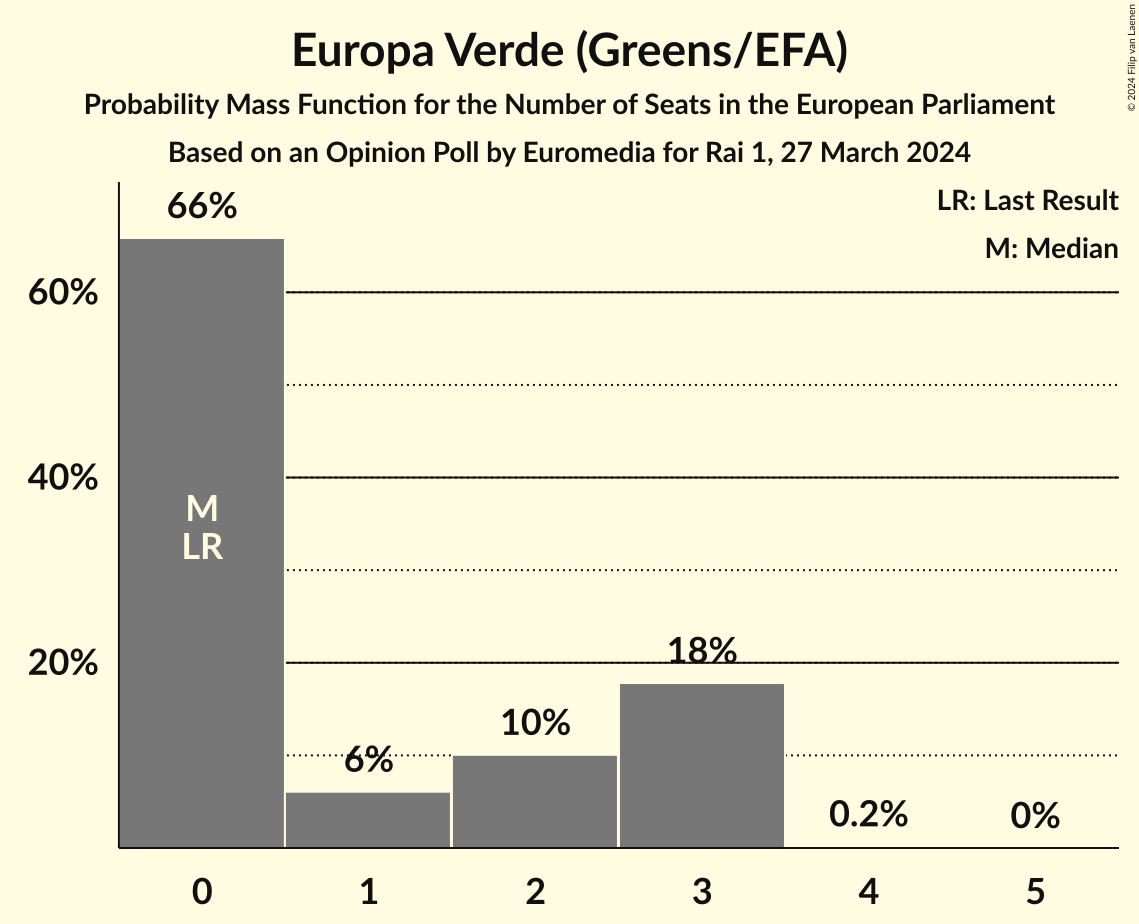 Europa Verde (Greens/EFA)
Probability Mass Function for the Number of Seats in the European Parliament
Based on an Opinion Poll by Euromedia for Rai 1, 27 March 2024
© 2024 Filip van Laenen
LR: Last Result
M: Median
66%
60%
40%
20%
M
LR
6%
10%
18%
0.2%
0%
0 1 2 3 4 5